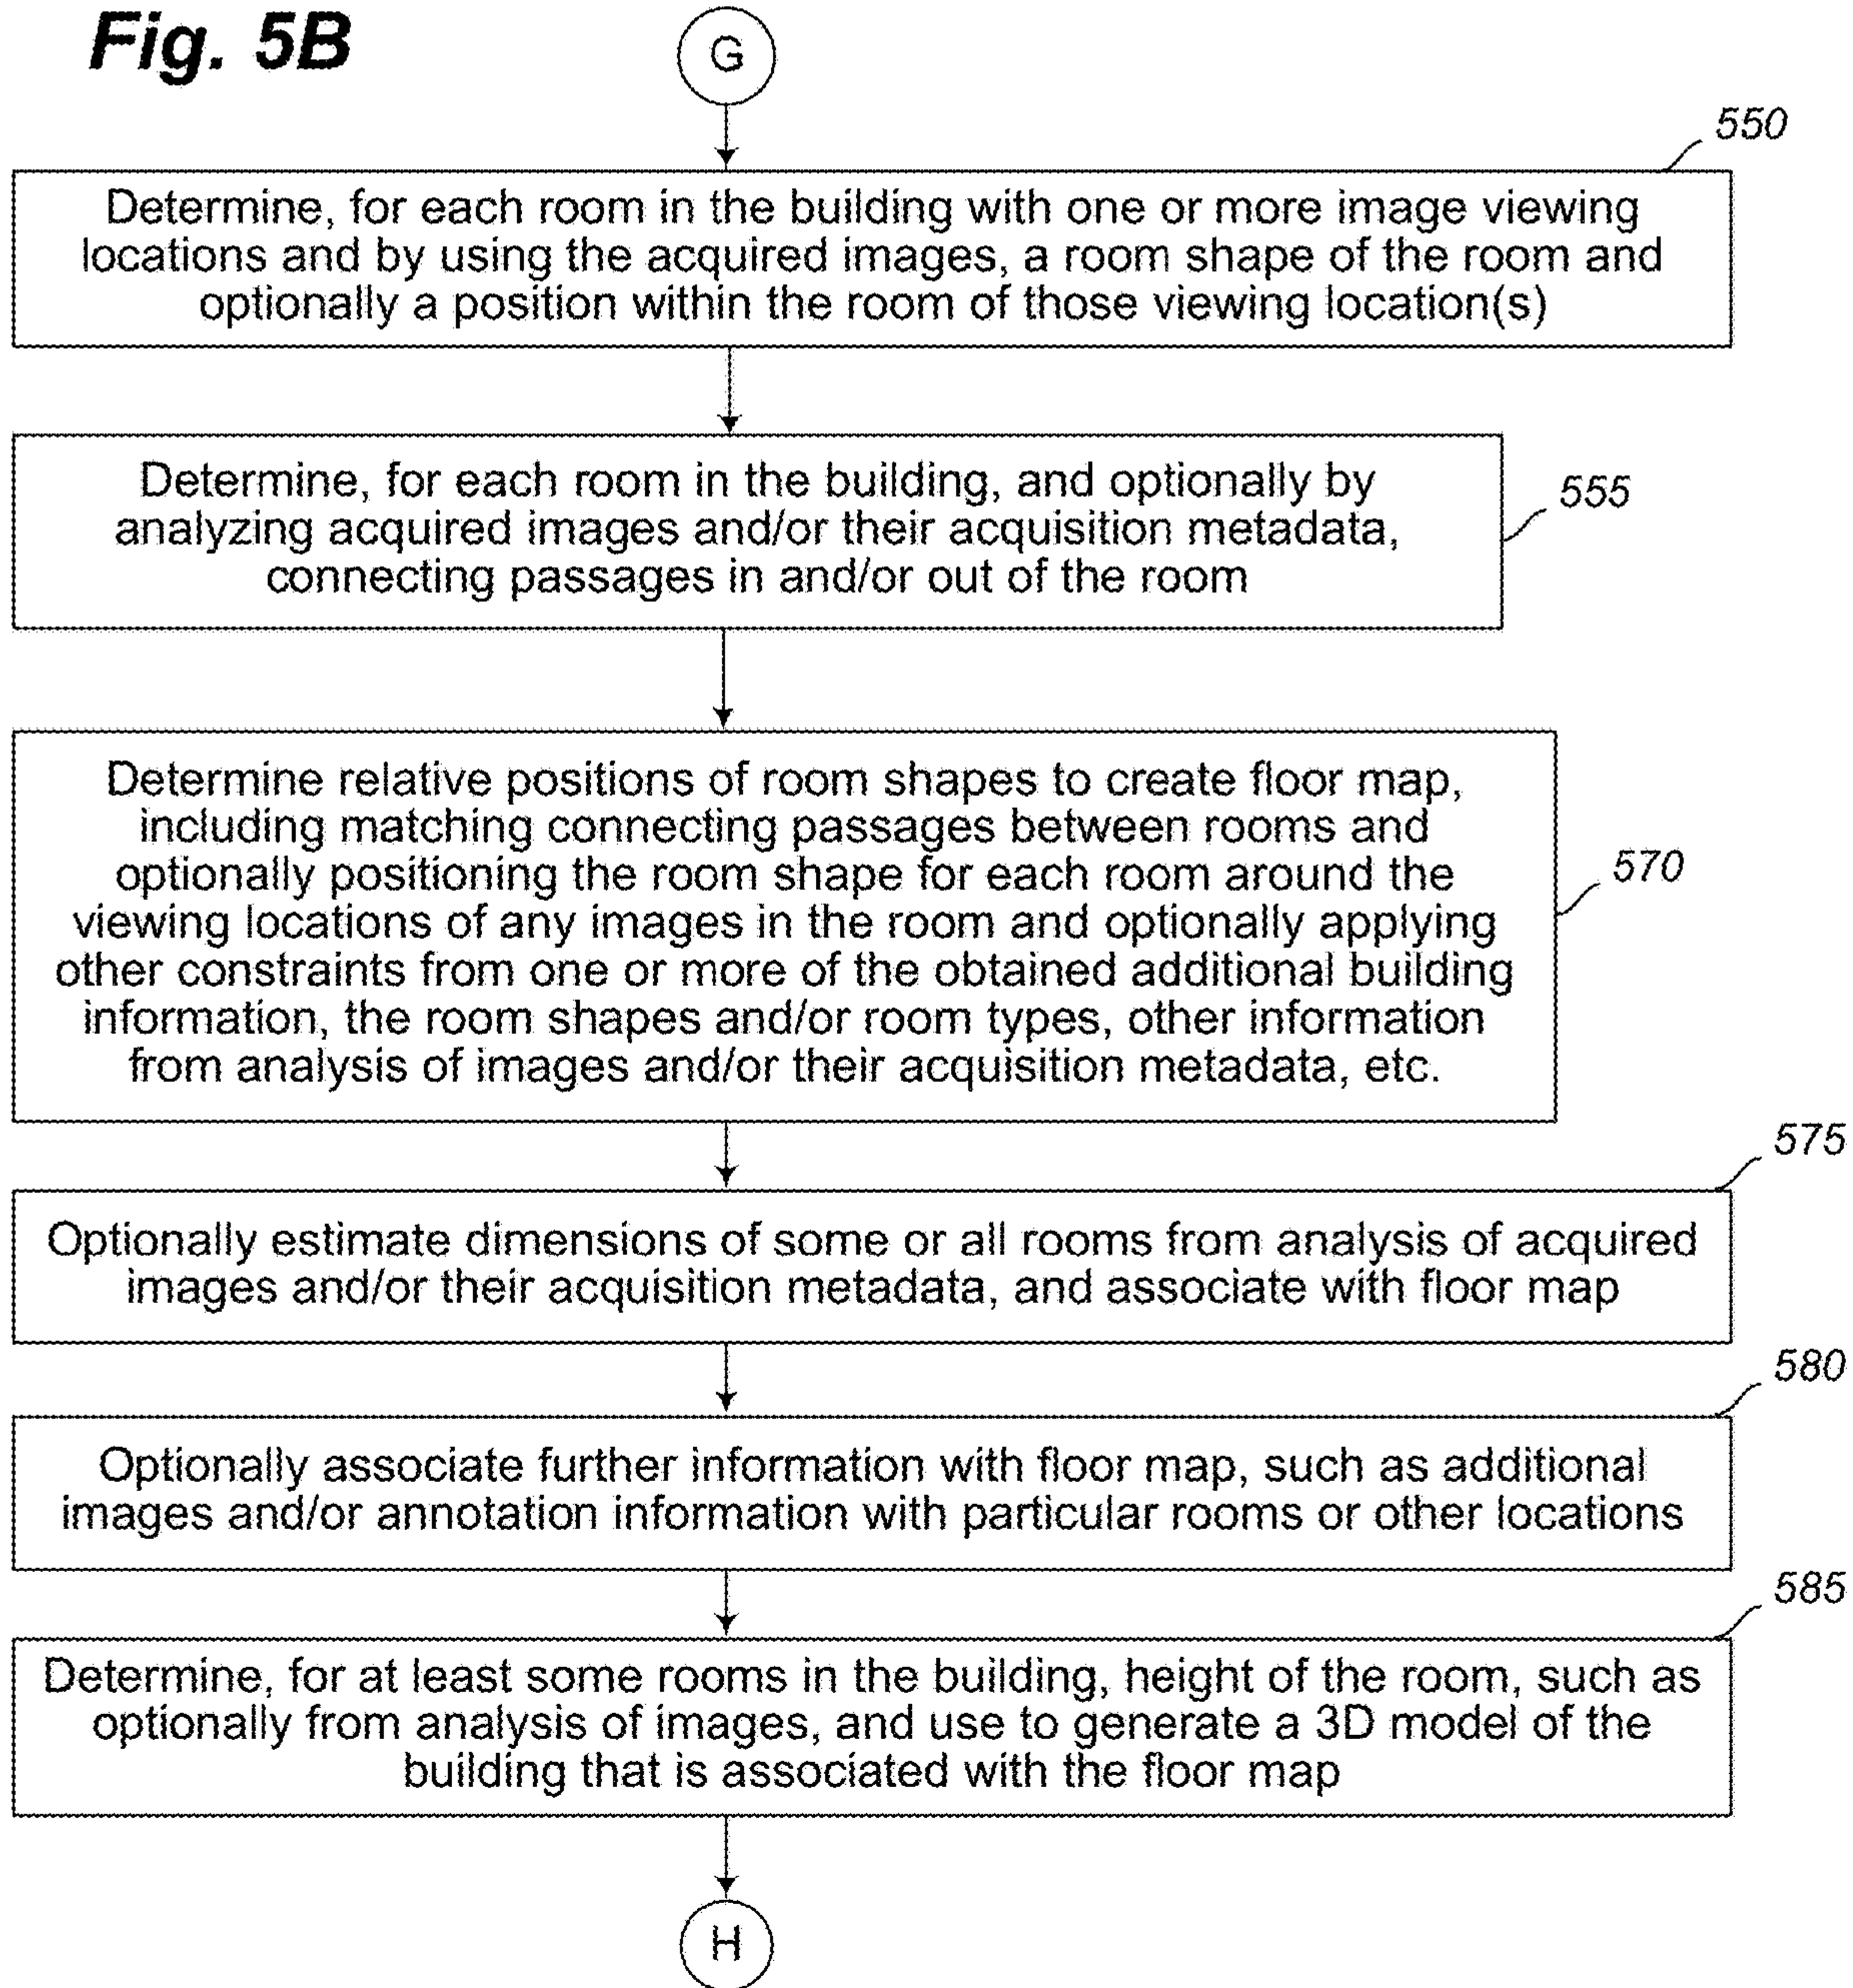 Fig. 5B
G
550
Determine, for each room in the building with one or more image viewing
locations and by using the acquired images, a room shape of the room and
optionally a position within the room of those viewing location(s)
Determine, for each room in the building, and optionally by
analyzing acquired images and/or their acquisition metadata,
connecting passages in and/or out of the room
555
Determine relative positions of room shapes to create floor map,
including matching connecting passages between rooms and
optionally positioning the room shape for each room around the
viewing locations of any images in the room and optionally applying
other constraints from one or more of the obtained additional building
information, the room shapes and/or room types, other information
from analysis of images and/or their acquisition metadata, etc.
570
575
Optionally estimate dimensions of some or all rooms from analysis of acquired
images and/or their acquisition metadata, and associate with floor map
580
Optionally associate further information with floor map, such as additional
images and/or annotation information with particular rooms or other locations
585
Determine, for at least some rooms in the building, height of the room, such as
optionally from analysis of images, and use to generate a 3D model of the
building that is associated with the floor map
H